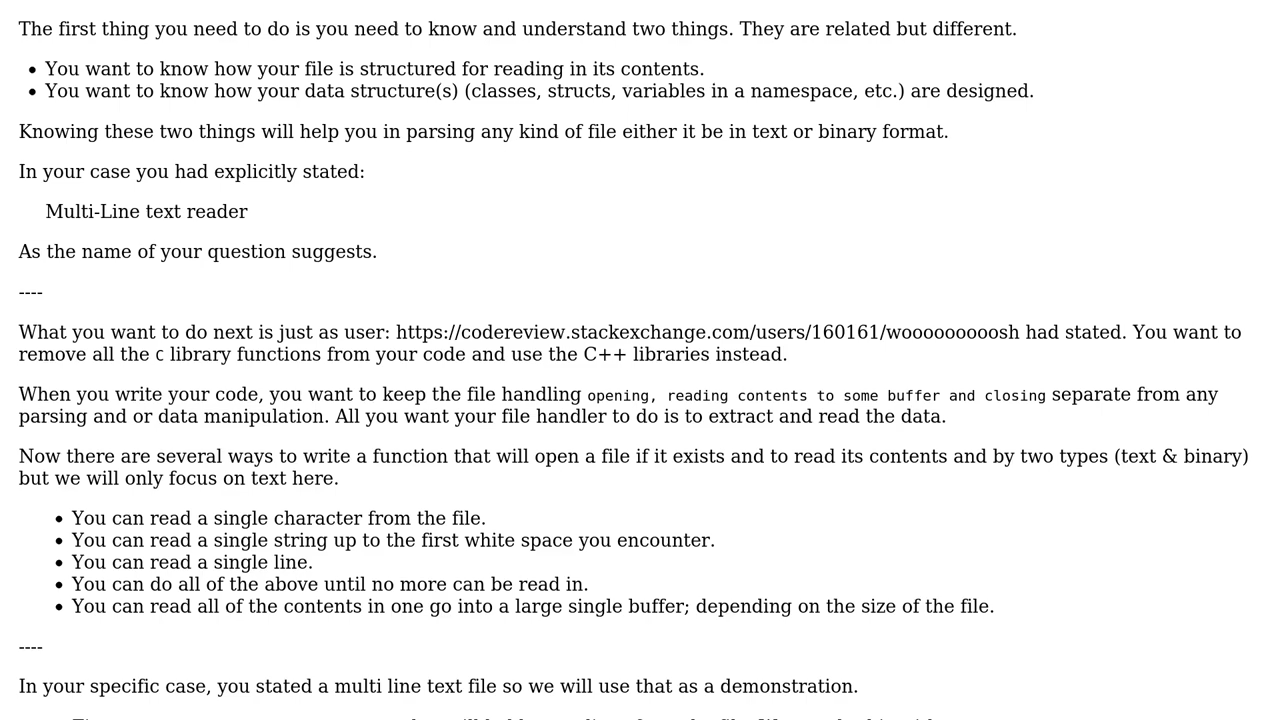 The first thing you need to do is you need to know and understand two things. They are related but different.
• You want to know how your file is structured for reading in its contents.
• You want to know how your data structure(s) (classes, structs, variables in a namespace, etc.) are designed.
Knowing these two things will help you in parsing any kind of file either it be in text or binary format.
In your case you had explicitly stated:
Multi-Line text reader
As the name of your question suggests.
----
What you want to do next is just as user: https://codereview.stackexchange.com/users/160161/wooooooooosh had stated. You want to
remove all the c library functions from your code and use the C++ libraries instead.
When you write your code, you want to keep the file handling opening, reading contents to some buffer and closing separate from any
parsing and or data manipulation. All you want your file handler to do is to extract and read the data.
Now there are several ways to write a function that will open a file if it exists and to read its contents and by two types (text & binary)
but we will only focus on text here.
• You can read a single character from the file.
• You can read a single string up to the first white space you encounter.
• You can read a single line.
• You can do all of the above until no more can be read in.
• You can read all of the contents in one go into a large single buffer; depending on the size of the file.
----
In your specific case, you stated a multi line text file so we will use that as a demonstration.